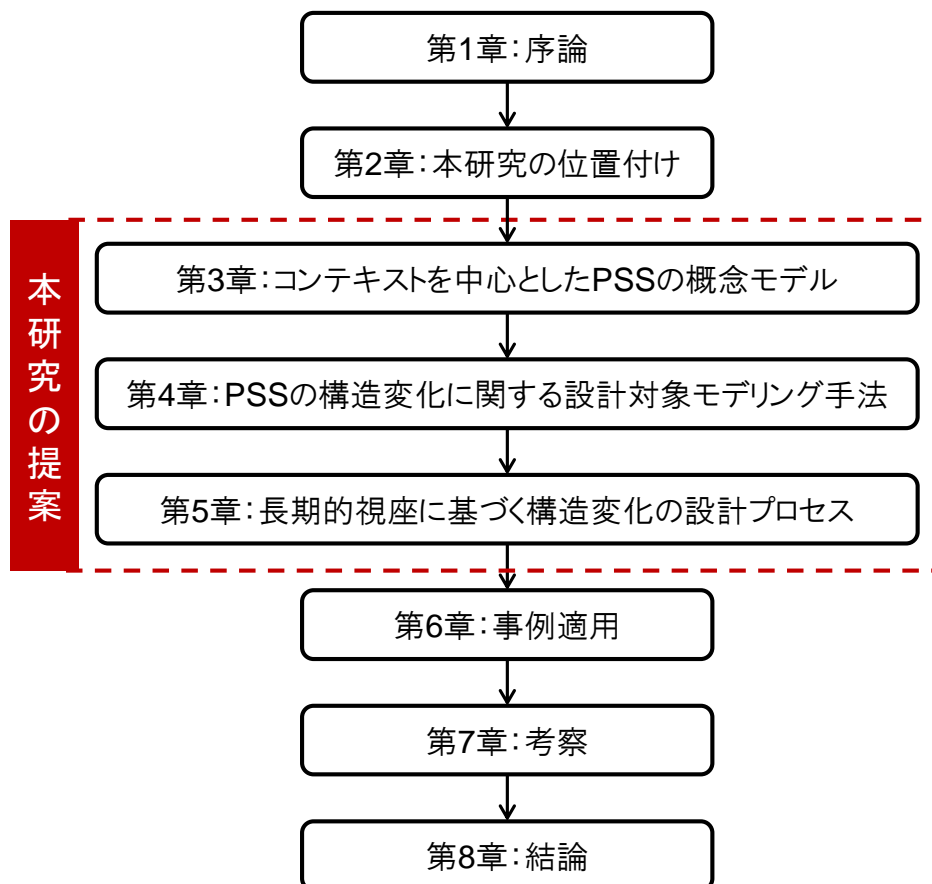 第1章：序論
第2章：本研究の位置付け
本研究の提案
第3章：コンテキストを中心としたPSSの概念モデル
第4章：PSSの構造変化に関する設計対象モデリング手法
第5章：長期的視座に基づく構造変化の設計プロセス
第6章：事例適用
第7章：考察
第8章：結論